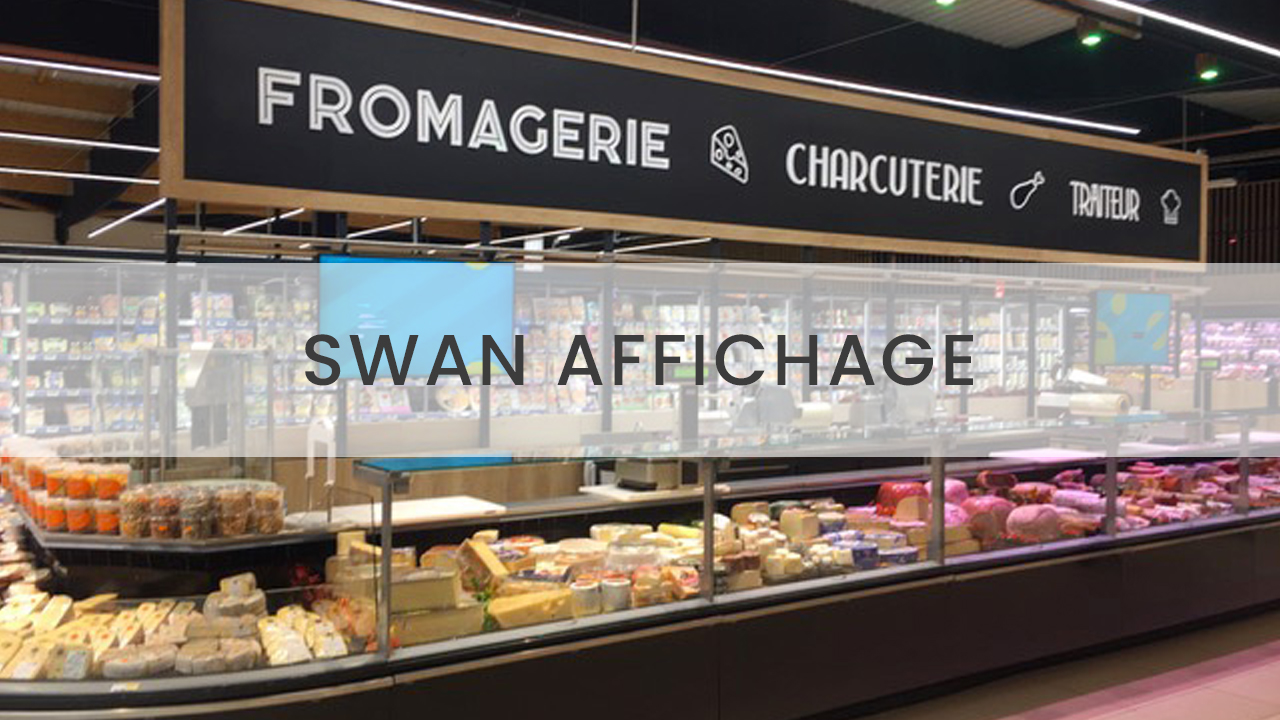 FROMAGERIE CHARCUTERIE TRAITEUR
SWAN AFFICHAGE